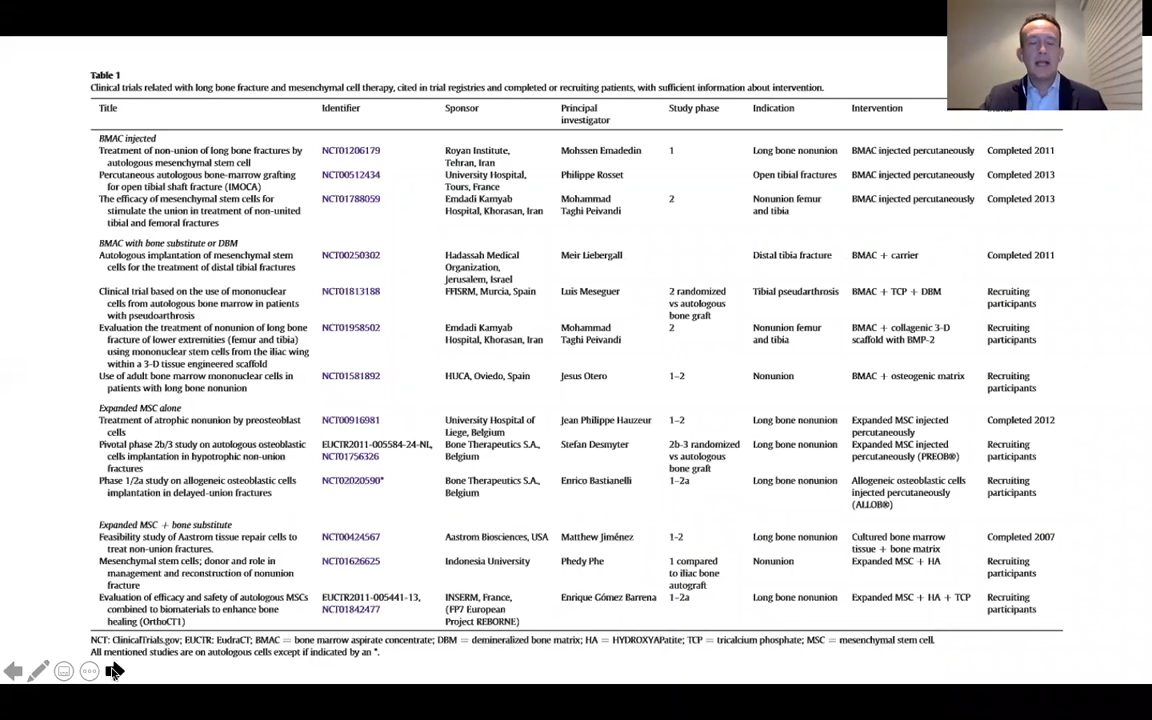 Table 1
Clinical trials related with long bone fracture and mesenchymal cell therapy, cited in trial registries and completed or recruiting patients, with sufficient information about intervention.
Title Identifier Sponsor Principal investigator Study phase Indication Intervention
BMAC injected
Treatment of non-union of long bone fractures by autologous mesenchymal stem cell NCT01206179 Royan Institute, Tehran, Iran Mohssen Emadedin 1 Long bone nonunion BMAC injected percutaneously Completed 2011
Percutaneous autologous bone-marrow grafting for open tibial shaft fracture (IMOCA) NCT00512434 University Hospital, Tours, France Philippe Rosset Open tibial fractures BMAC injected percutaneously Completed 2013
The efficacy of mesenchymal stem cells for stimulate the union in treatment of non-united tibial and femoral fractures NCT01788059 Emdadi Kamyab Hospital, Khorasan, Iran Mohammad Taghi Peivandi 2 Nonunion femur and tibia BMAC injected percutaneously Completed 2013
BMAC with bone substitute or DBM
Autologous implantation of mesenchymal stem cells for the treatment of distal tibial fractures NCT00250302 Hadassah Medical Organization, Jerusalem, Israel Meir Liebergall Distal tibia fracture BMAC + carrier Completed 2011
Clinical trial based on the use of mononuclear cells from autologous bone marrow in patients with pseudoarthrosis NCT01813188 FFISRM, Murcia, Spain Luis Meseguer 2 randomized vs autologous bone graft Tibial pseudarthrosis BMAC + TCP + DBM Recruiting participants
Evaluation the treatment of nonunion of long bone fracture of lower extremities (femur and tibia) using mononuclear stem cells from the iliac wing within a 3-D tissue engineered scaffold NCT01958502 Emdadi Kamyab Hospital, Khorasan, Iran Mohammad Taghi Peivandi 2 Nonunion femur and tibia BMAC + collagenic 3-D scaffold with BMP-2 Recruiting participants
Use of adult bone marrow mononuclear cells in patients with long bone nonunion NCT01581892 HUCA, Oviedo, Spain Jesus Otero 1–2 Nonunion BMAC + osteogenic matrix Recruiting participants
Expanded MSC alone
Treatment of atrophic nonunion by preosteoblast cells NCT00916981 University Hospital of Liege, Belgium Jean Philippe Hauzeur 1–2 Long bone nonunion Expanded MSC injected percutaneously Completed 2012
Pivotal phase 2b/3 study on autologous osteoblastic cells implantation in hypotrophic non-union fractures EUCTR2011-005584-24-NL, NCT01756326 Bone Therapeutics S.A., Belgium Stefan Desmyter 2b-3 randomized vs autologous bone graft Long bone nonunion Expanded MSC injected percutaneously (PREOB®) Recruiting participants
Phase 1/2a study on allogeneic osteoblastic cells implantation in delayed-union fractures NCT02020590* Bone Therapeutics S.A., Belgium Enrico Bastianelli 1–2a Long bone nonunion Allogeneic osteoblastic cells injected percutaneously (ALLOB®) Recruiting participants
Expanded MSC + bone substitute
Feasibility study of Aastrom tissue repair cells to treat non-union fractures. NCT00424567 Aastrom Biosciences, USA Matthew Jiménez 1-2 Long bone nonunion Cultured bone marrow tissue + bone matrix Completed 2007
Mesenchymal stem cells; donor and role in management and reconstruction of nonunion fracture NCT01626625 Indonesia University Phedy Phe 1 compared to iliac bone autograft Nonunion Expanded MSC + HA Recruiting participants
Evaluation of efficacy and safety of autologous MSCs combined to biomaterials to enhance bone healing (OrthoCT1) EUCTR2011-005441-13, NCT01842477 INSERM, France, (FP7 European Project REBORNE) Enrique Gómez Barrena 1–2a Long bone nonunion Expanded MSC + HA + TCP Recruiting participants
NCT: ClinicalTrials.gov; EUCTR: EudraCT; BMAC = bone marrow aspirate concentrate; DBM = demineralized bone matrix; HA = HYDROXYAPatite; TCP = tricalcium phosphate; MSC = mesenchymal stem cell.
All mentioned studies are on autologous cells except if indicated by an *.